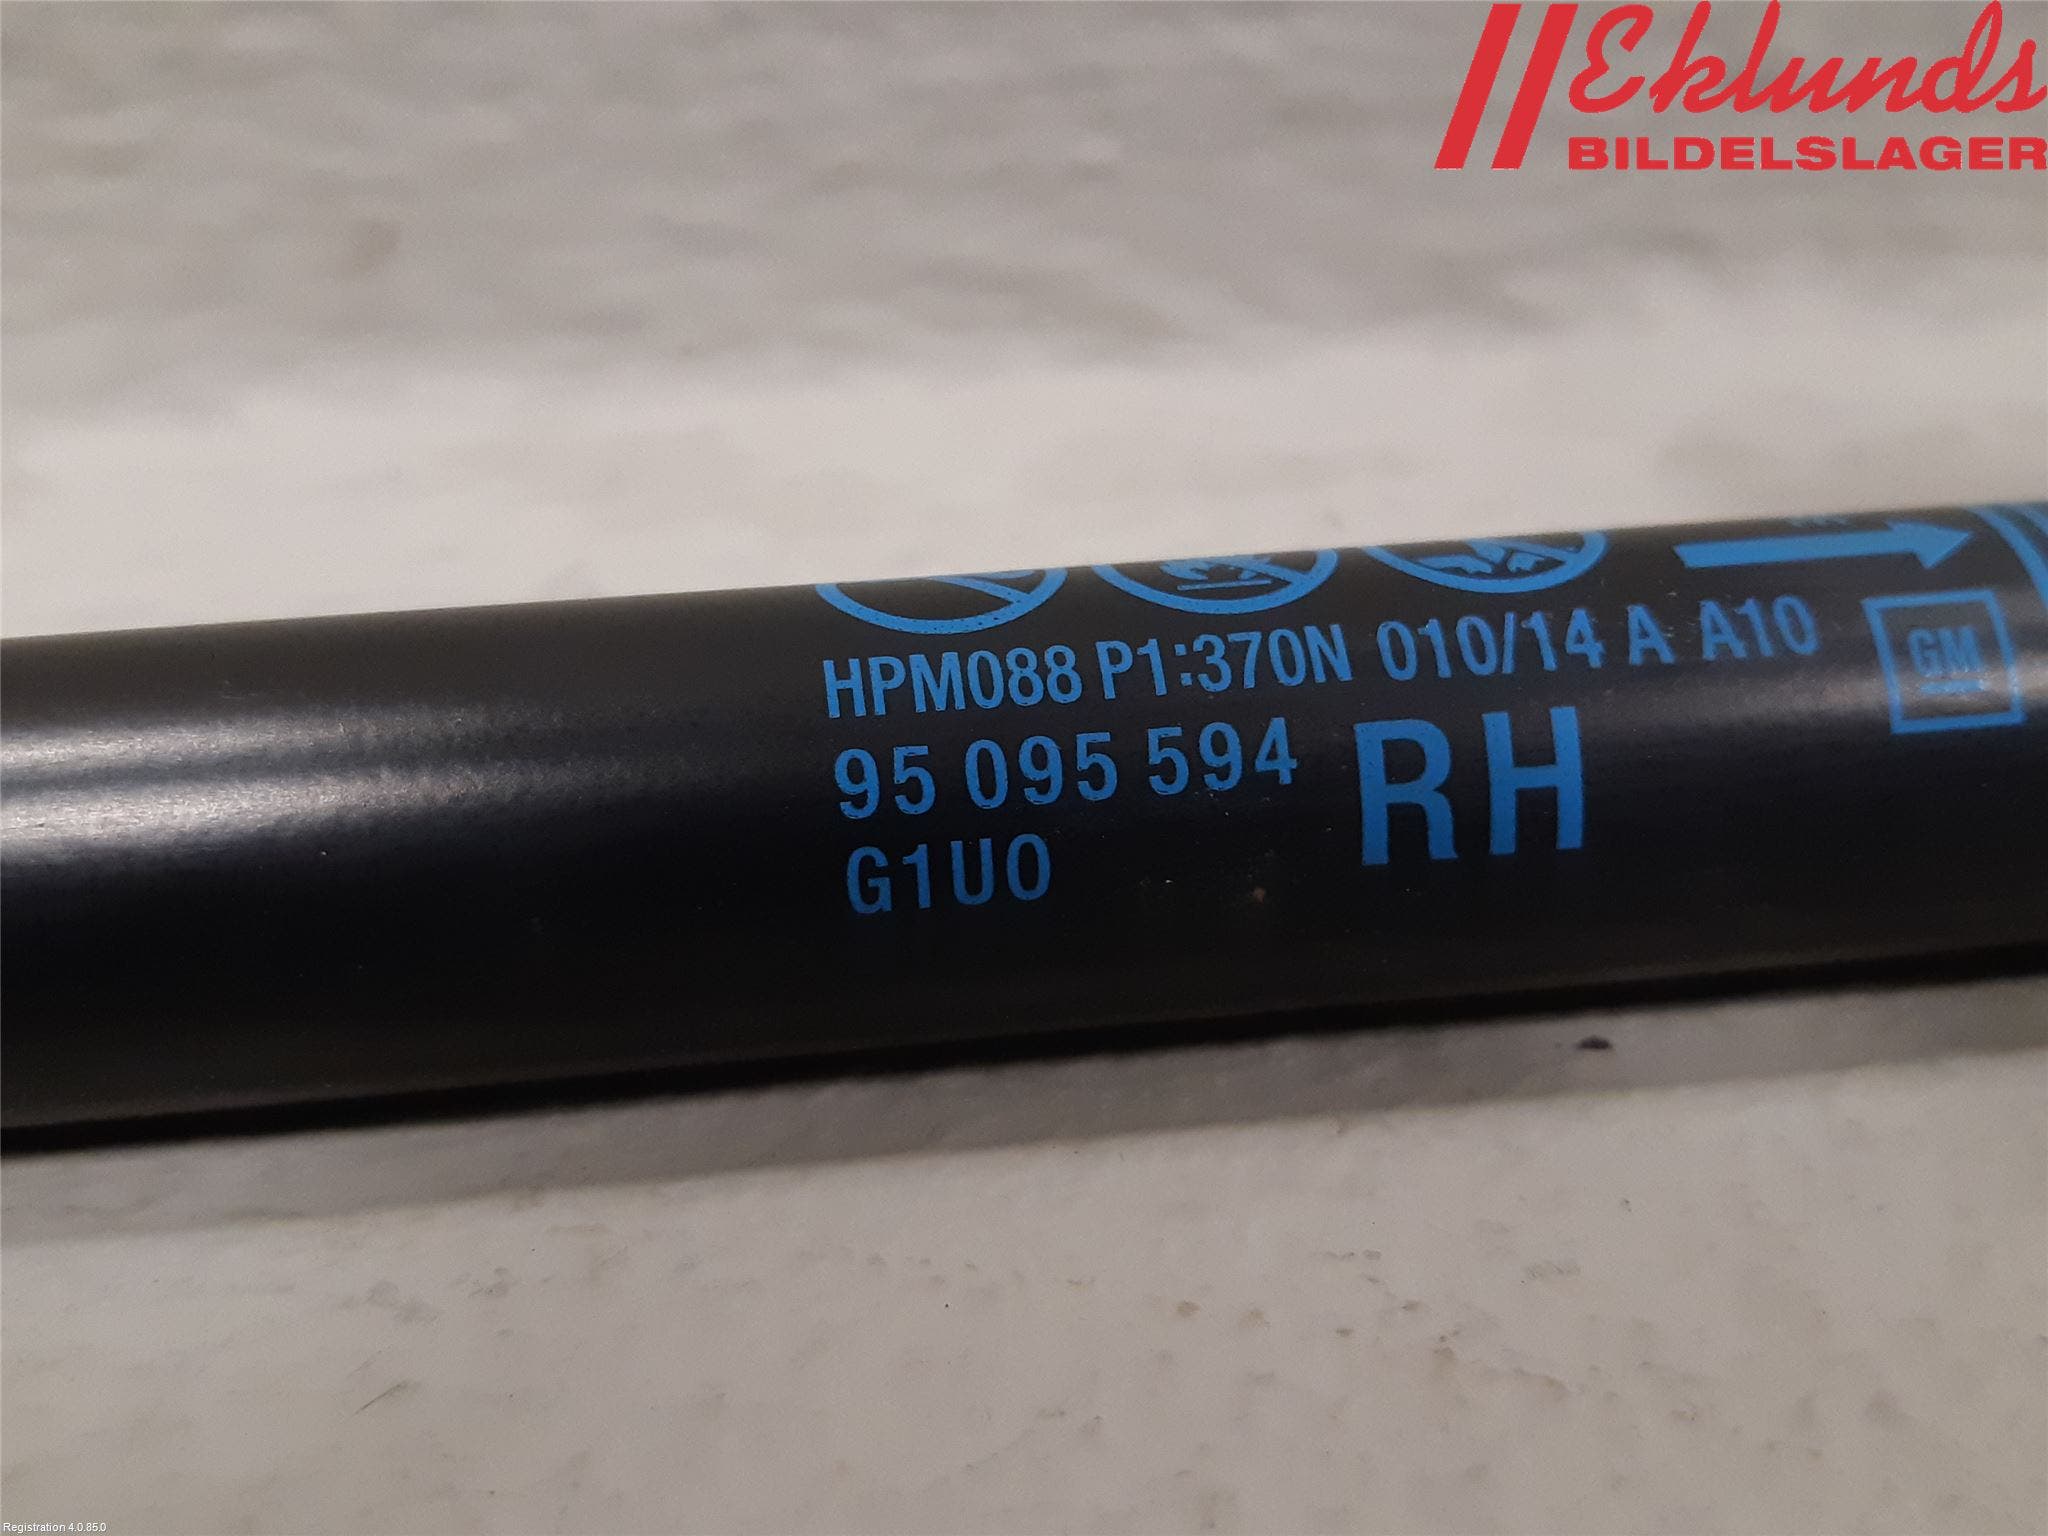 Eklunds
BILDELSLAGER
HPM088 P1:370N 010/14 A A10
GM
95 095 594 RH
G1U0
Registration 4.0.85.0